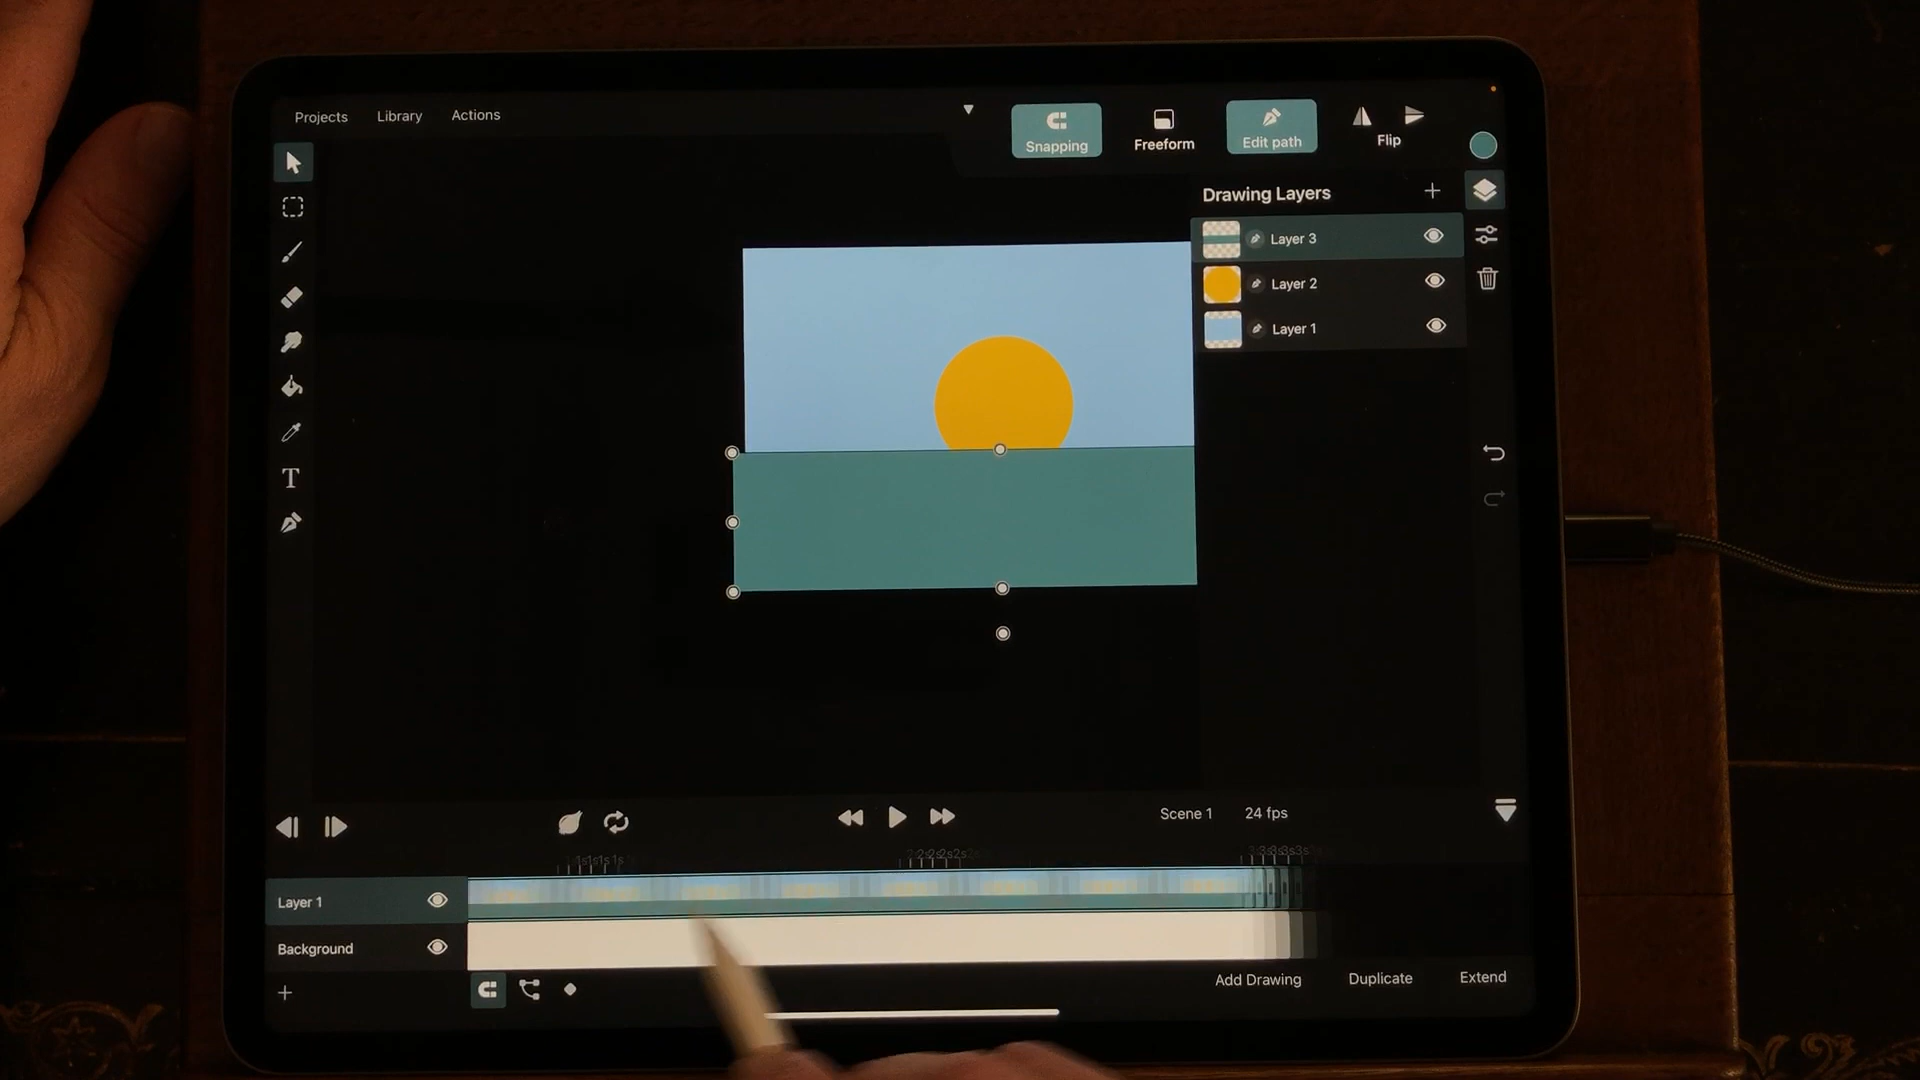 Projects
Library
Actions
Snapping
Freeform
Edit path
Flip
Drawing Layers
Layer 3
Layer 2
Layer 1
T
Scene 1
24 fps
Layer 1
Background
Add Drawing
Duplicate
Extend